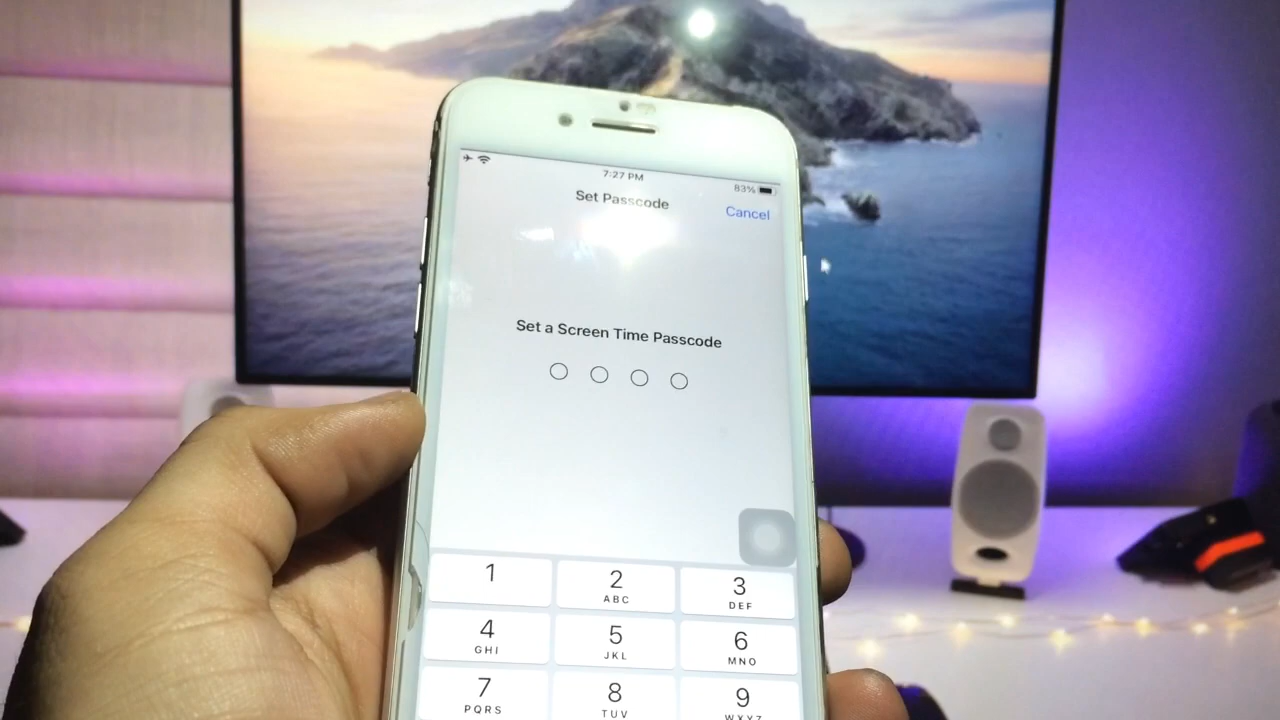 7:27 PM
83%
Set Passcode
Cancel
Set a Screen Time Passcode
1
2
ABC
3
DEF
4
GHI
5
JKL
6
MNO
7
PQRS
8
TUV
9
WXYZ